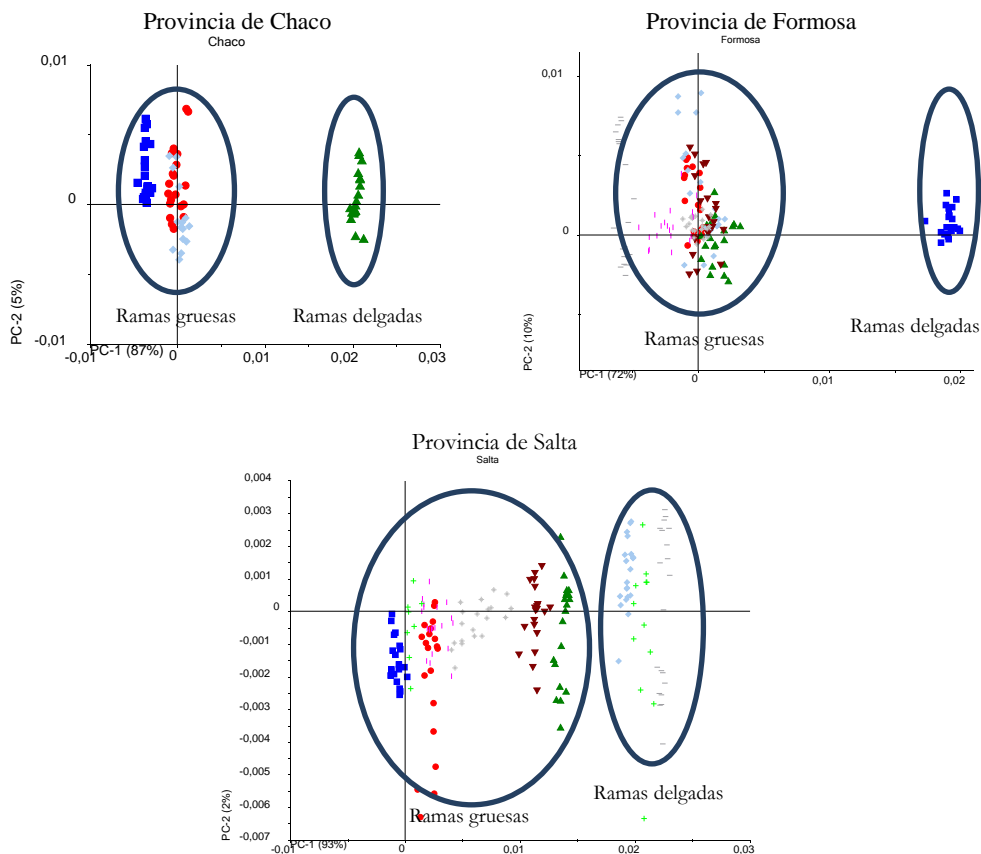 Provincia de Chaco
Chaco
0,01
0
-0,01
PC-2 (5%)
-0,01
PC-1 (87%)
0
0,01
0,02
0,03
Ramas gruesas
Ramas delgadas
Provincia de Formosa
Formosa
0,01
0
PC-2 (10%)
PC-1 (72%)
0
0,01
0,02
Ramas gruesas
Ramas delgadas
Provincia de Salta
Salta
0,004
0,003
0,002
0,001
0
-0,001
-0,002
-0,003
-0,004
-0,005
-0,006
-0,007
PC-2 (2%)
-0,01
PC-1 (93%)
0
0,01
0,02
0,03
Ramas gruesas
Ramas delgadas